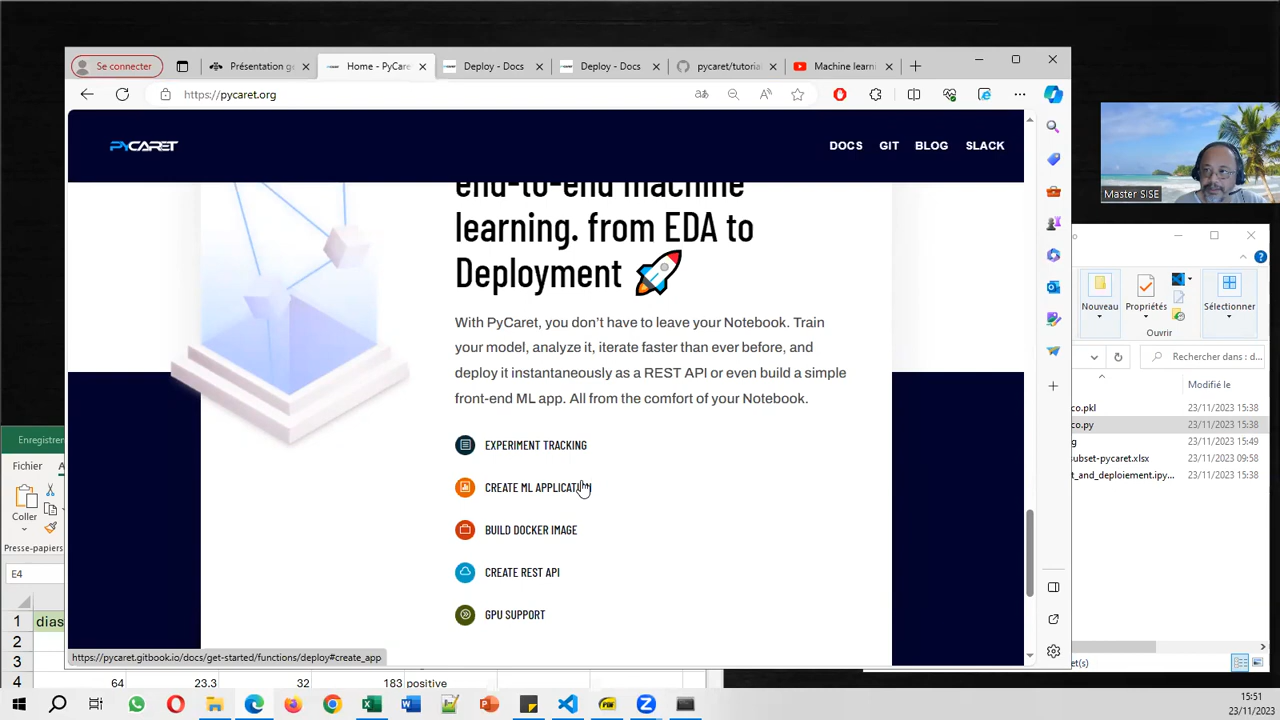 Se connecter
Présentation ge
Home - PyCare
Deploy - Docs
Deploy - Docs
pycaret/tutoria
Machine learn
https://pycaret.org
PYCARET
DOCS
GIT
BLOG
SLACK
end-to-end machine
learning. from EDA to
Deployment 🚀
With PyCaret, you don't have to leave your Notebook. Train
your model, analyze it, iterate faster than ever before, and
deploy it instantaneously as a REST API or even build a simple
front-end ML app. All from the comfort of your Notebook.
EXPERIMENT TRACKING
CREATE ML APPLICATION
BUILD DOCKER IMAGE
CREATE REST API
GPU SUPPORT
https://pycaret.gitbook.io/docs/get-started/functions/deploy#create_app
Master SISE
Nouveau
Propriétés
Sélectionner
Ouvrir
Rechercher dans : d...
Modifié le
co.pkl 23/11/2023 15:38
co.py 23/11/2023 15:38
g 23/11/2023 15:49
subset-pycaret.xlsx 23/11/2023 09:58
t_and_deploiement.ipy... 23/11/2023 15:38
Enregistrer
Fichier
Coller
Presse-papiers
E4
1 dias
2
3
4 64 23.3 32 183 positive
15:51
23/11/2023